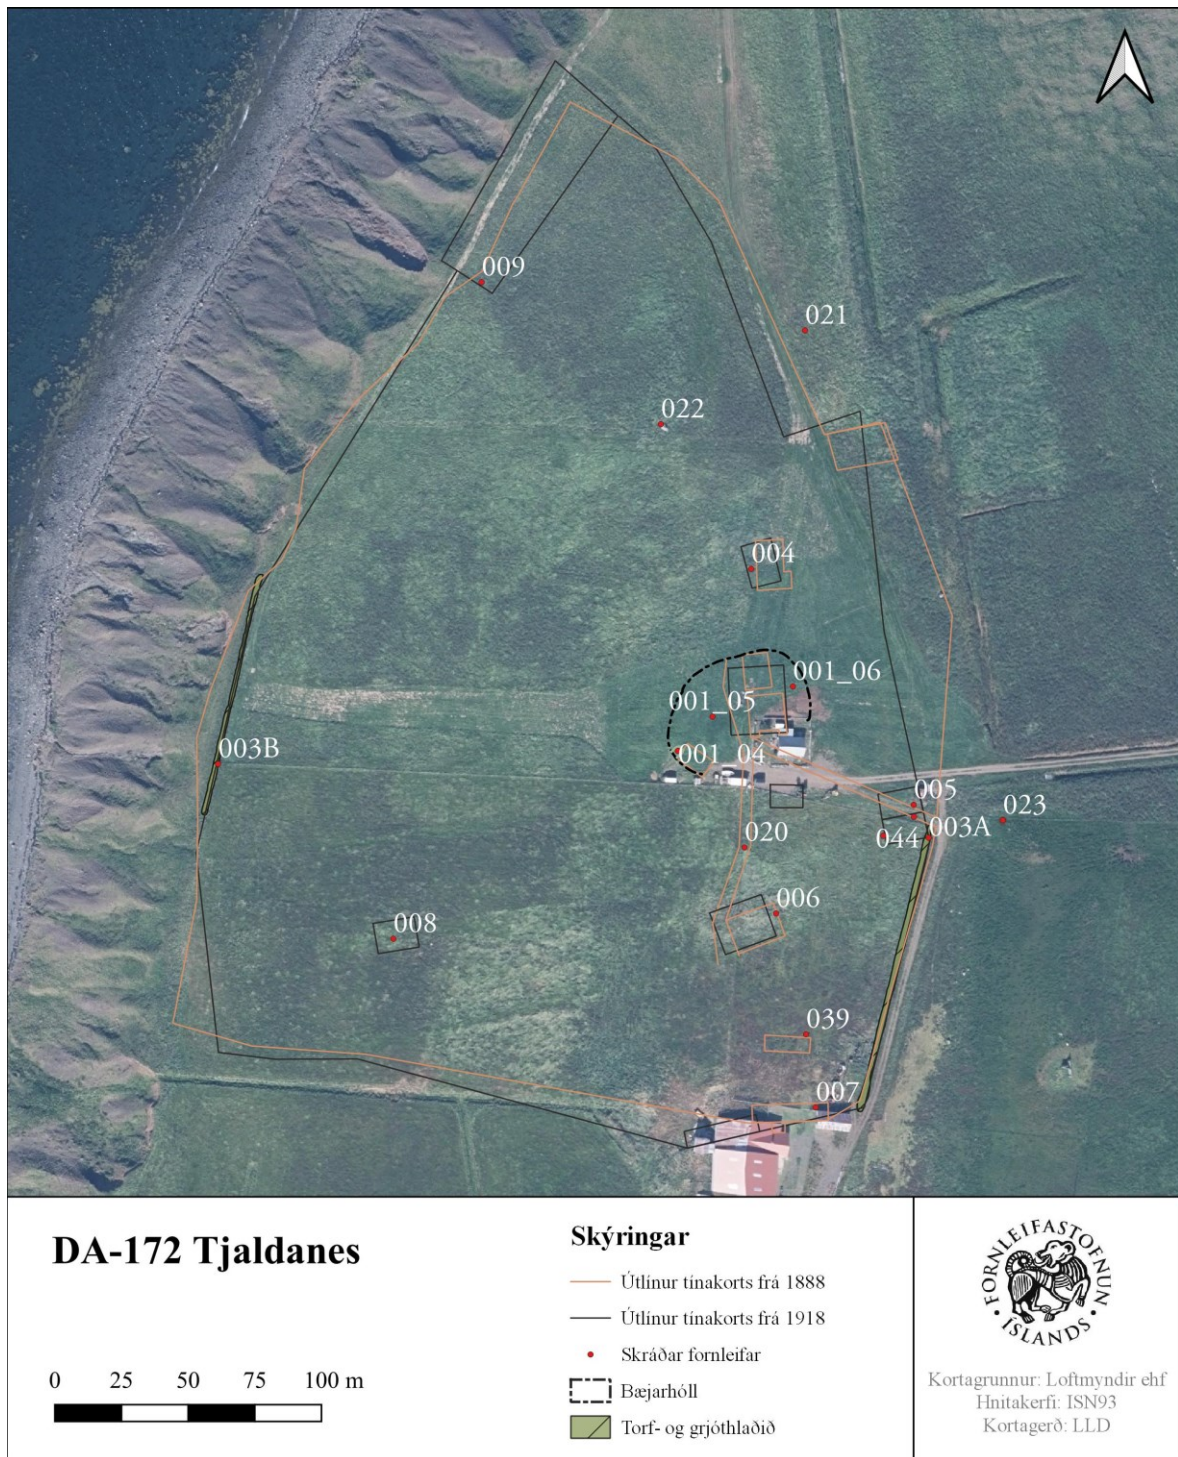 009
021
022
004
001_06
001_05
001_04
003B
005
023
044
003A
020
006
008
039
007
DA-172 Tjaldanes
0 25 50 75 100 m
Skýringar
Útlínur tínakorts frá 1888
Útlínur tínakorts frá 1918
Skráðar fornleifar
Bæjarhóll
Torf- og grjóthlaðið
FORNLEIFASTOFNUN
• ÍSLANDS •
Kortagrunnur: Loftmyndir ehf
Hnitakerfi: ISN93
Kortagerð: LLD